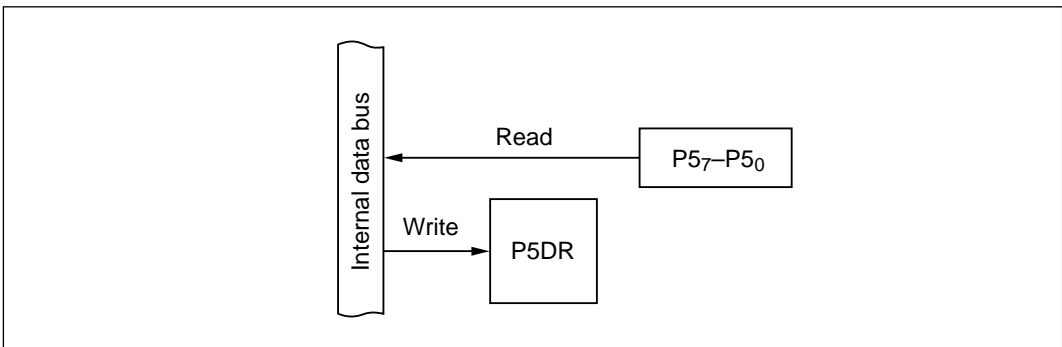 Internal data bus
Read
P5₇–P5₀
Write
P5DR